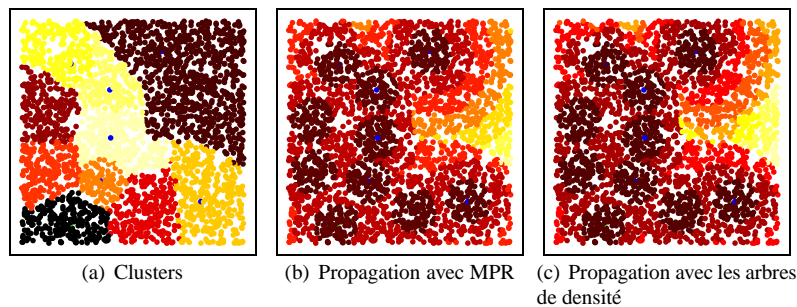 (a) Clusters
(b) Propagation avec MPR
(c) Propagation avec les arbres
de densité